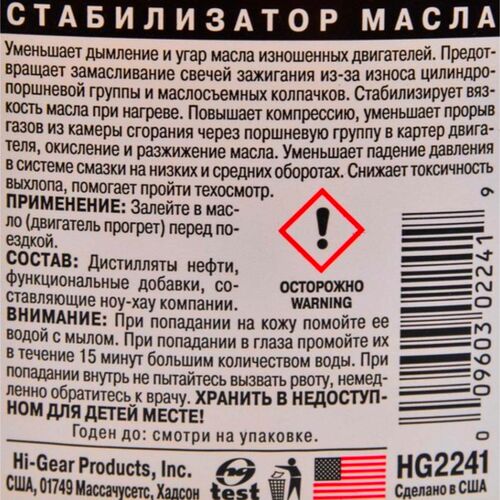 СТАБИЛИЗАТОР МАСЛА
Уменьшает дымление и угар масла изношенных двигателей. Предот-
вращает замасливание свечей зажигания из-за износа цилиндро-
поршневой группы и маслосъемных колпачков. Стабилизирует вяз-
кость масла при нагреве. Повышает компрессию, уменьшает прорыв
газов из камеры сгорания через поршневую группу в картер двига-
теля, окисление и разжижение масла. Уменьшает падение давления
в системе смазки на низких и средних оборотах. Снижает токсичность
выхлопа, помогает пройти техосмотр.
ПРИМЕНЕНИЕ: Залейте в мас-
ло (двигатель прогрет) перед по-
ездкой.
СОСТАВ: Дистилляты нефти,
функциональные добавки, со-
ставляющие ноу-хау компании.
ОСТОРОЖНО
WARNING
ВНИМАНИЕ: При попадании на кожу помойте ее
водой с мылом. При попадании в глаза промойте их
в течение 15 минут большим количеством воды. При
попадании внутрь не пытайтесь вызвать рвоту, немед-
ленно обратитесь к врачу. ХРАНИТЬ В НЕДОСТУП-
НОМ ДЛЯ ДЕТЕЙ МЕСТЕ!
Годен до: смотри на упаковке.
9
09603 02241
Hi-Gear Products, Inc.
США, 01749 Массачусетс, Хадсон
HG
test
HG2241
Сделано в США